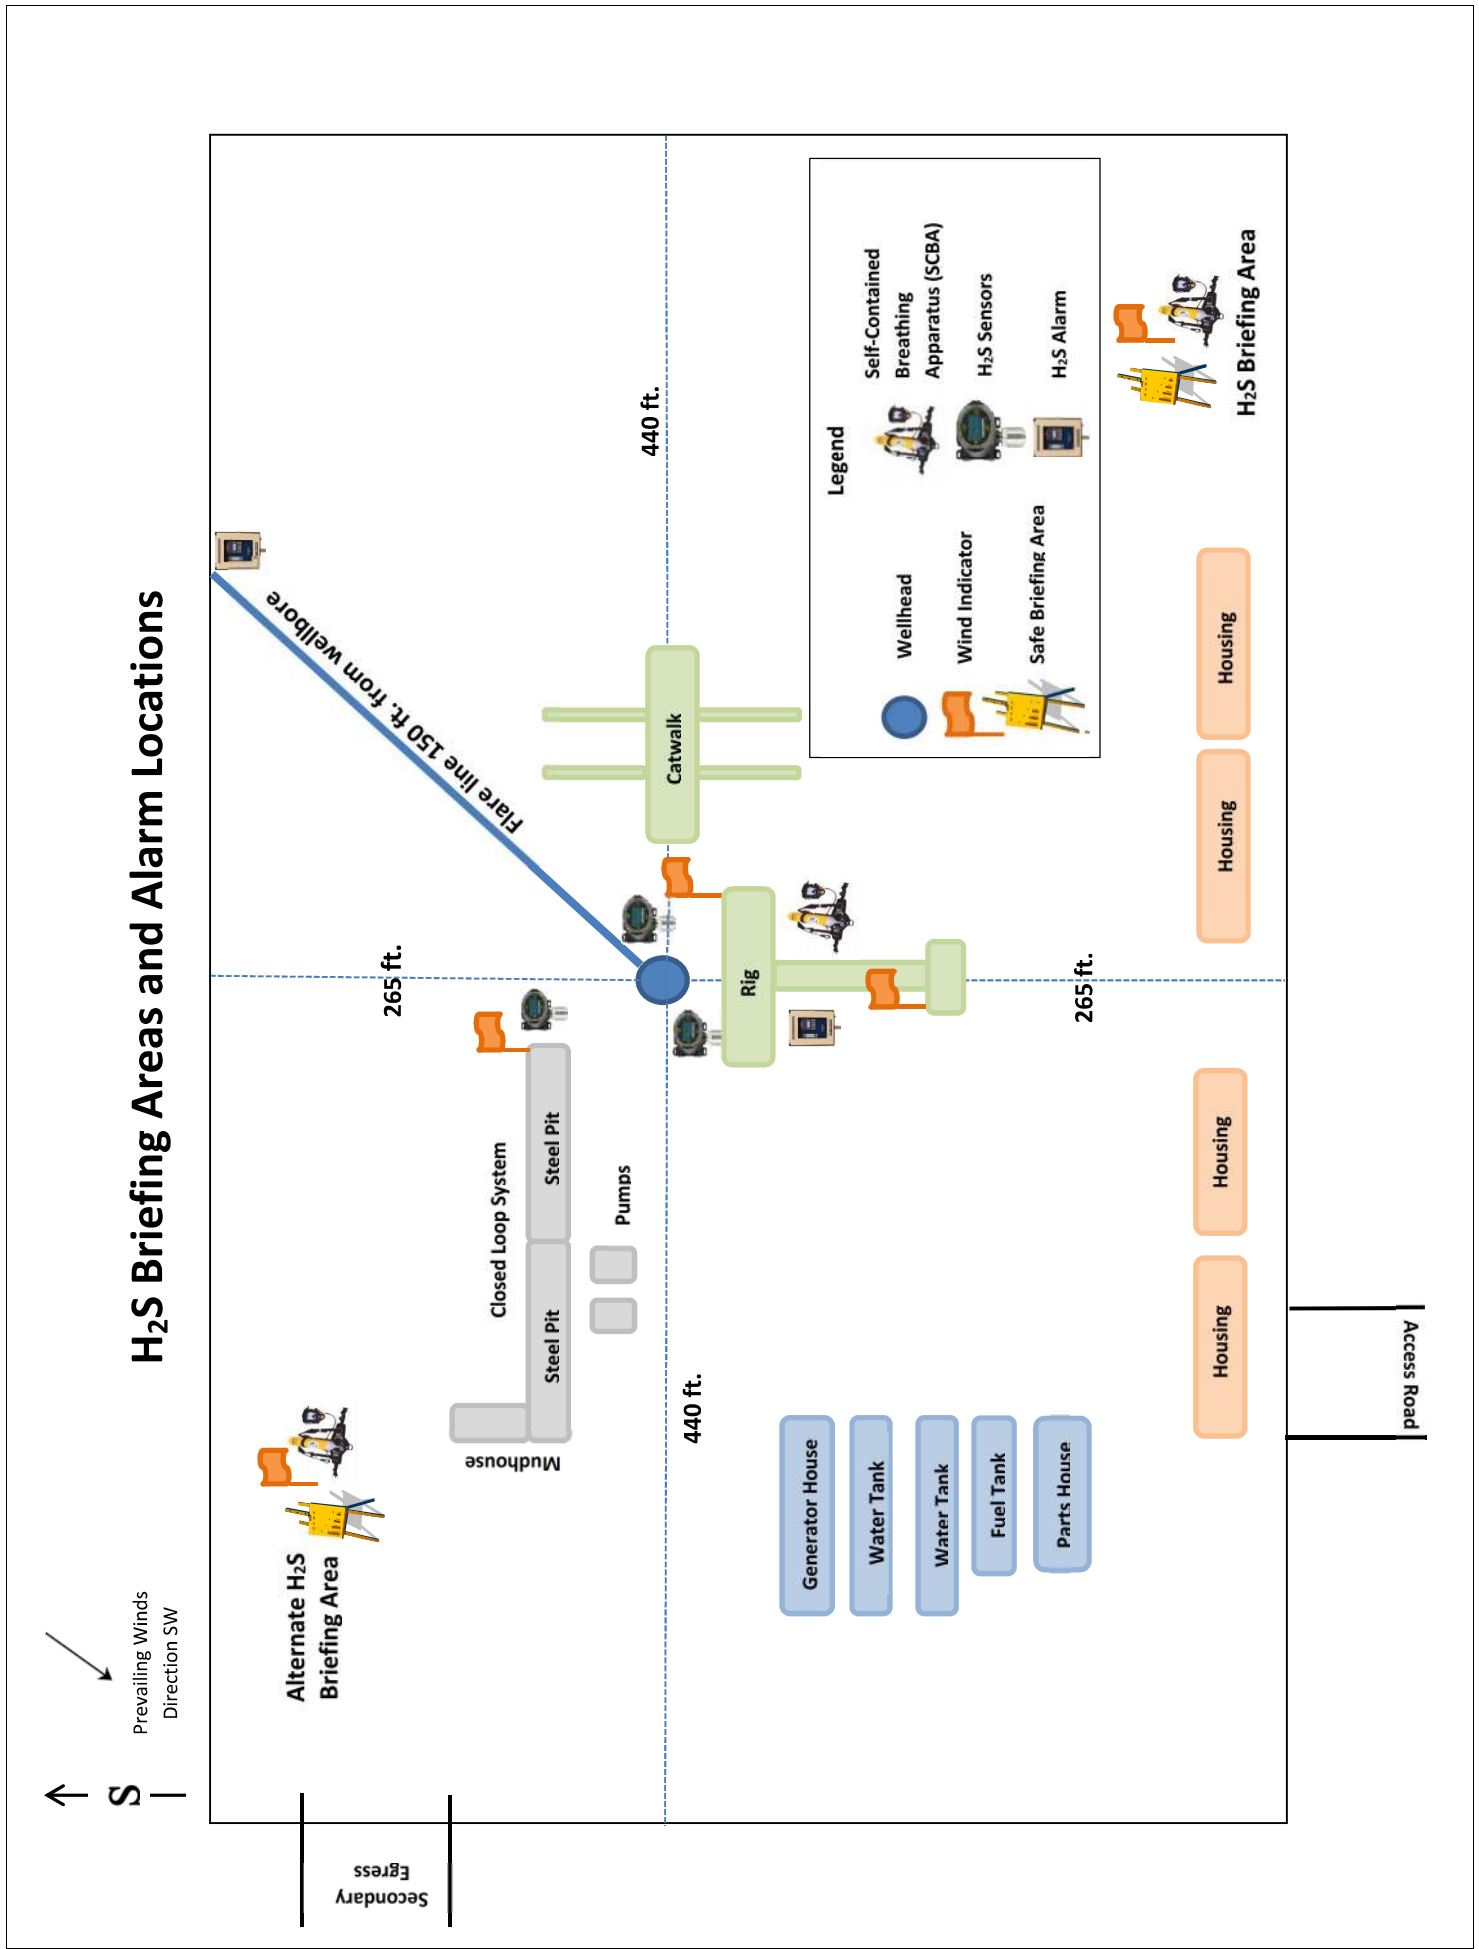 H₂S Briefing Areas and Alarm Locations
S
Prevailing Winds
Direction SW
Secondary
Egress
Alternate H₂S
Briefing Area
Mudhouse
Closed Loop System
Steel Pit
Steel Pit
Pumps
265 ft.
Flare line 150 ft. from wellbore
440 ft.
440 ft.
Catwalk
Rig
265 ft.
Generator House
Water Tank
Water Tank
Fuel Tank
Parts House
Legend
Wellhead
Wind Indicator
Safe Briefing Area
Self-Contained
Breathing
Apparatus (SCBA)
H₂S Sensors
H₂S Alarm
H₂S Briefing Area
Housing
Housing
Housing
Housing
Access Road